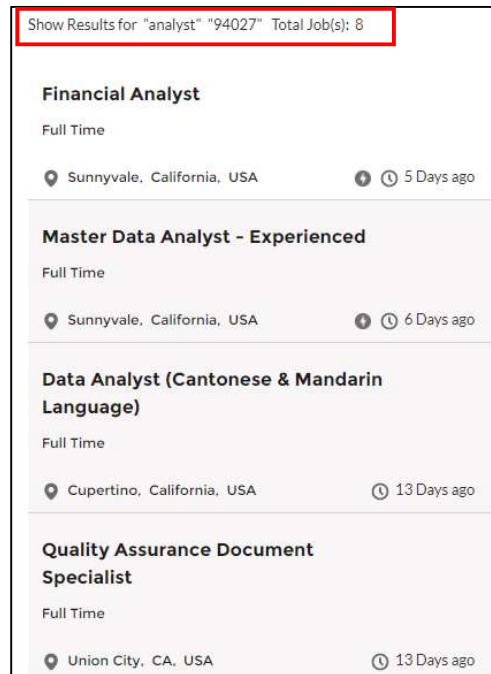 Show Results for "analyst" "94027" Total Job(s): 8
Financial Analyst
Full Time
Sunnyvale, California, USA 5 Days ago
Master Data Analyst - Experienced
Full Time
Sunnyvale, California, USA 6 Days ago
Data Analyst (Cantonese & Mandarin
Language)
Full Time
Cupertino, California, USA 13 Days ago
Quality Assurance Document
Specialist
Full Time
Union City, CA, USA 13 Days ago